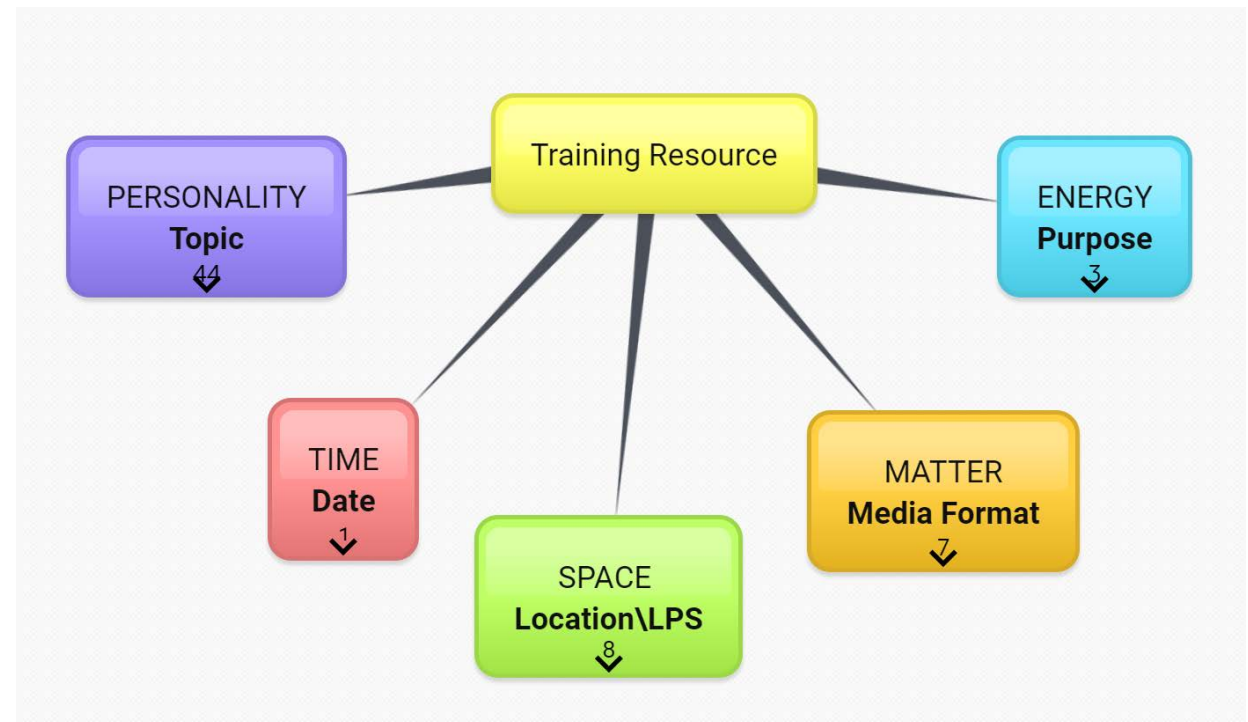 Training Resource
PERSONALITY
Topic
44
ENERGY
Purpose
3
TIME
Date
1
MATTER
Media Format
7
SPACE
Location\LPS
8